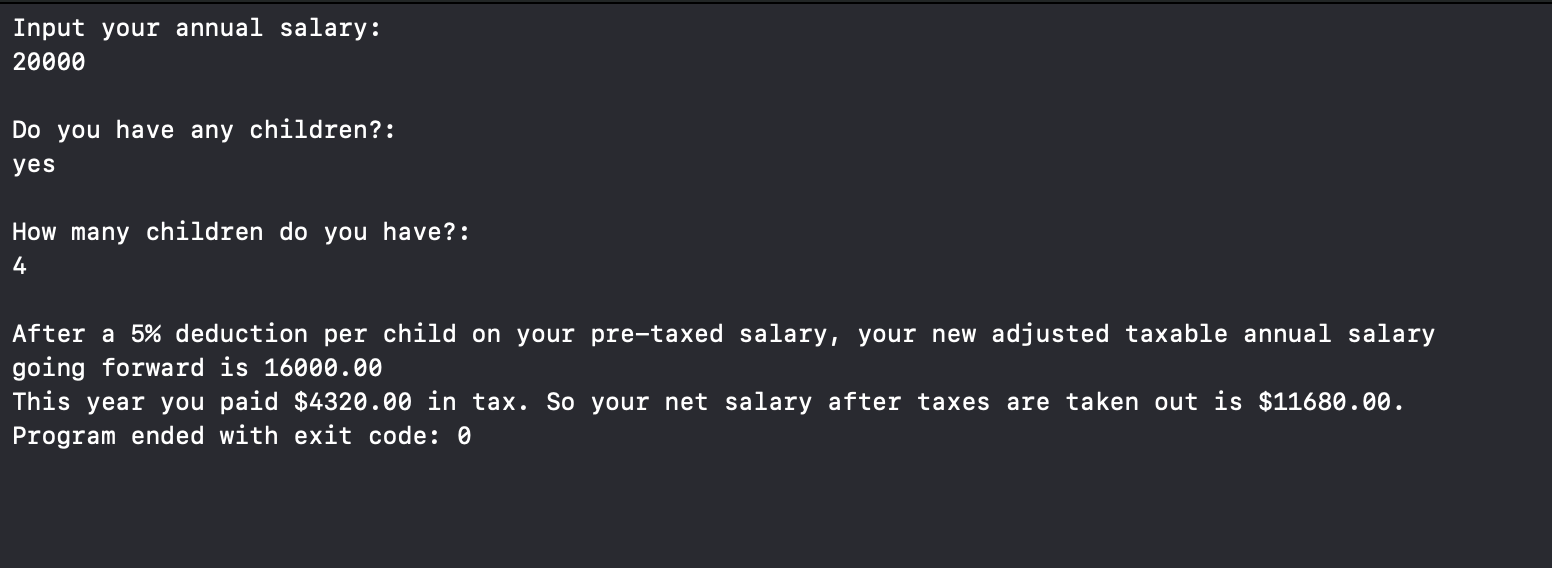 Input your annual salary:
20000
Do you have any children?:
yes
How many children do you have?:
4
After a 5% deduction per child on your pre-taxed salary, your new adjusted taxable annual salary
going forward is 16000.00
This year you paid $4320.00 in tax. So your net salary after taxes are taken out is $11680.00.
Program ended with exit code: 0